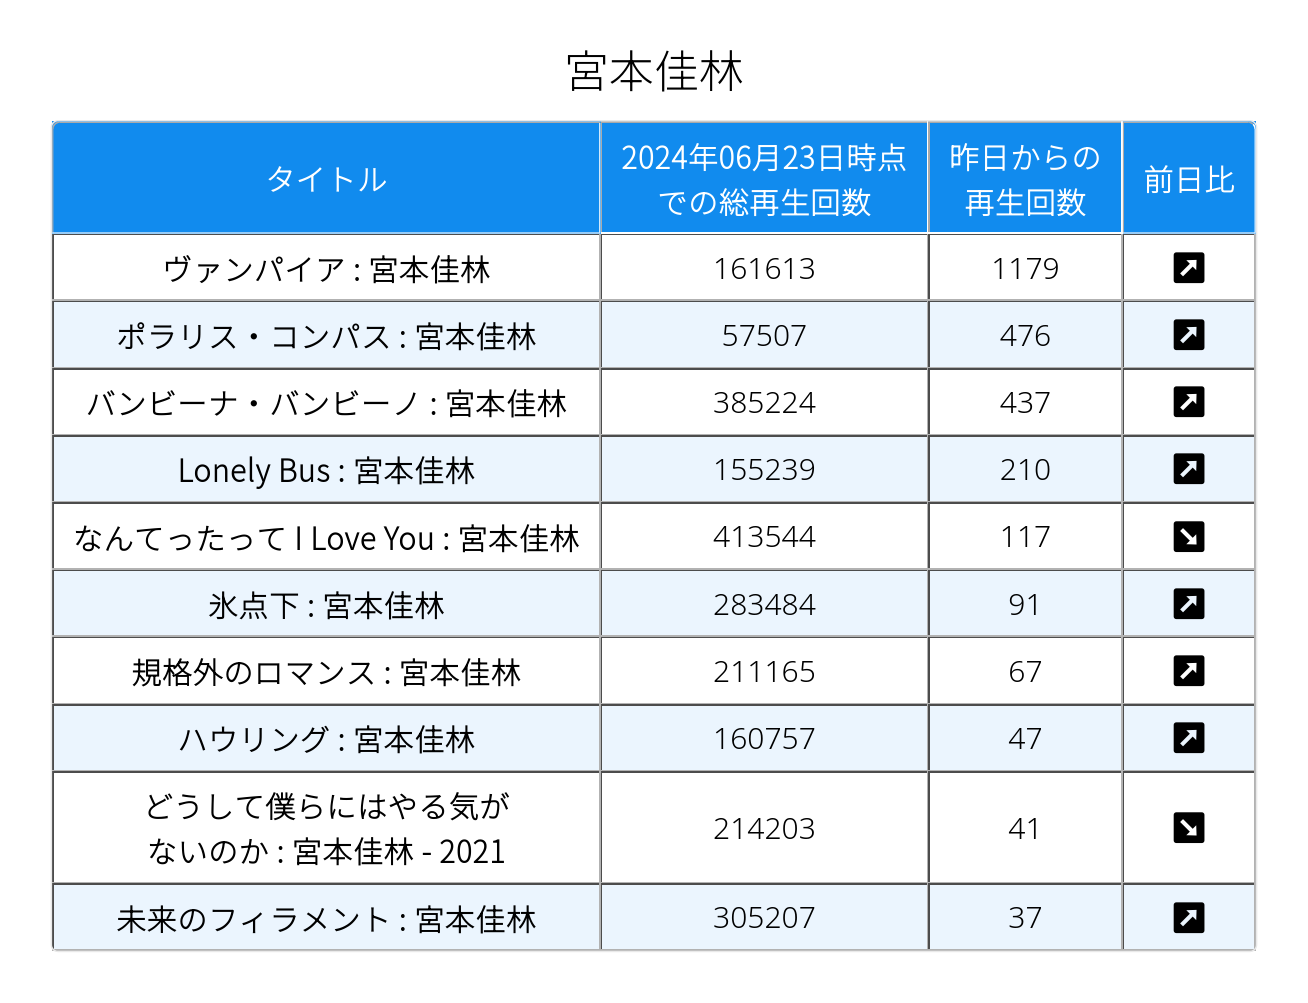 宮本佳林
タイトル
2024年06月23日時点
での総再生回数
昨日からの
再生回数
前日比
ヴァンパイア : 宮本佳林 161613 1179
ポラリス・コンパス : 宮本佳林 57507 476
バンビーナ・バンビーノ : 宮本佳林 385224 437
Lonely Bus : 宮本佳林 155239 210
なんてったって I Love You : 宮本佳林 413544 117
氷点下 : 宮本佳林 283484 91
規格外のロマンス : 宮本佳林 211165 67
ハウリング : 宮本佳林 160757 47
どうして僕らにはやる気が
ないのか : 宮本佳林 - 2021 214203 41
未来のフィラメント : 宮本佳林 305207 37